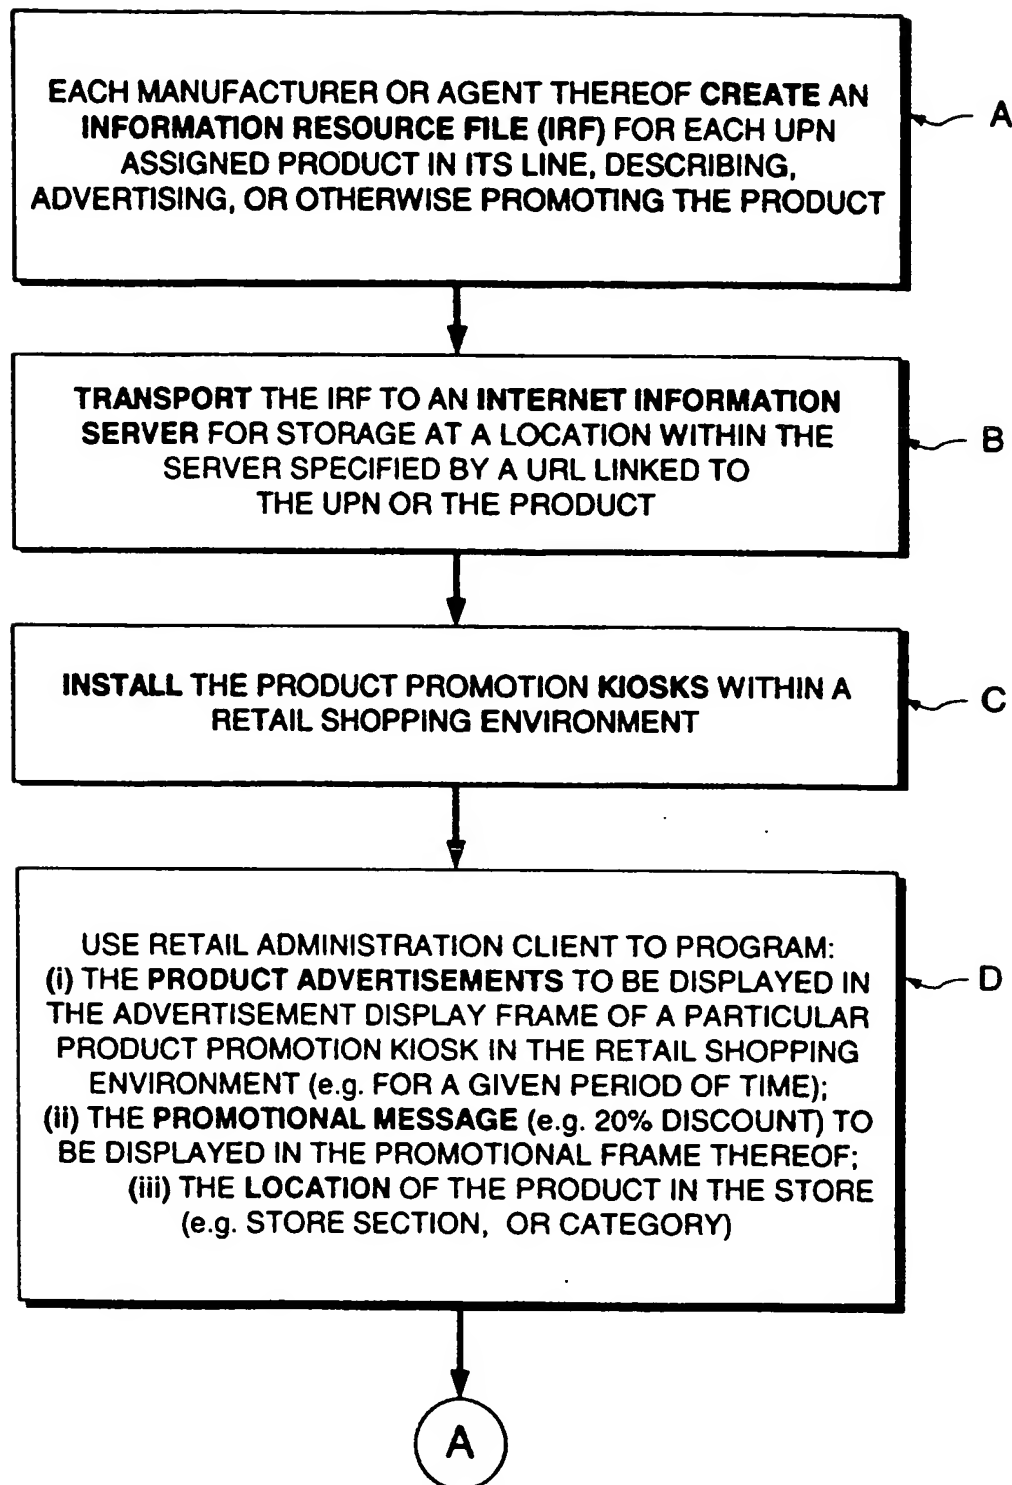 EACH MANUFACTURER OR AGENT THEREOF CREATE AN
INFORMATION RESOURCE FILE (IRF) FOR EACH UPN
ASSIGNED PRODUCT IN ITS LINE, DESCRIBING,
ADVERTISING, OR OTHERWISE PROMOTING THE PRODUCT
A
TRANSPORT THE IRF TO AN INTERNET INFORMATION
SERVER FOR STORAGE AT A LOCATION WITHIN THE
SERVER SPECIFIED BY A URL LINKED TO
THE UPN OR THE PRODUCT
B
INSTALL THE PRODUCT PROMOTION KIOSKS WITHIN A
RETAIL SHOPPING ENVIRONMENT
C
USE RETAIL ADMINISTRATION CLIENT TO PROGRAM:
(i) THE PRODUCT ADVERTISEMENTS TO BE DISPLAYED IN
THE ADVERTISEMENT DISPLAY FRAME OF A PARTICULAR
PRODUCT PROMOTION KIOSK IN THE RETAIL SHOPPING
ENVIRONMENT (e.g. FOR A GIVEN PERIOD OF TIME);
(ii) THE PROMOTIONAL MESSAGE (e.g. 20% DISCOUNT) TO
BE DISPLAYED IN THE PROMOTIONAL FRAME THEREOF;
(iii) THE LOCATION OF THE PRODUCT IN THE STORE
(e.g. STORE SECTION, OR CATEGORY)
D
A